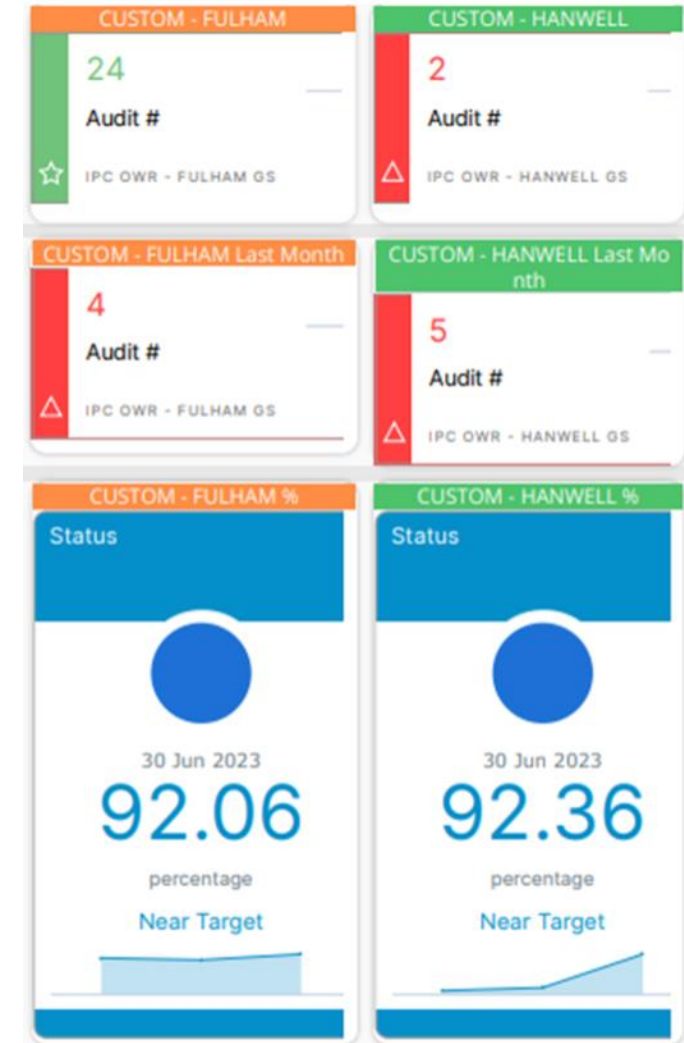 CUSTOM - FULHAM
24
Audit #
IPC OWR - FULHAM GS
CUSTOM - HANWELL
2
Audit #
IPC OWR - HANWELL GS
CUSTOM - FULHAM Last Month
4
Audit #
IPC OWR - FULHAM GS
CUSTOM - HANWELL Last Mo
nth
5
Audit #
IPC OWR - HANWELL GS
CUSTOM - FULHAM %
Status
30 Jun 2023
92.06
percentage
Near Target
CUSTOM - HANWELL %
Status
30 Jun 2023
92.36
percentage
Near Target